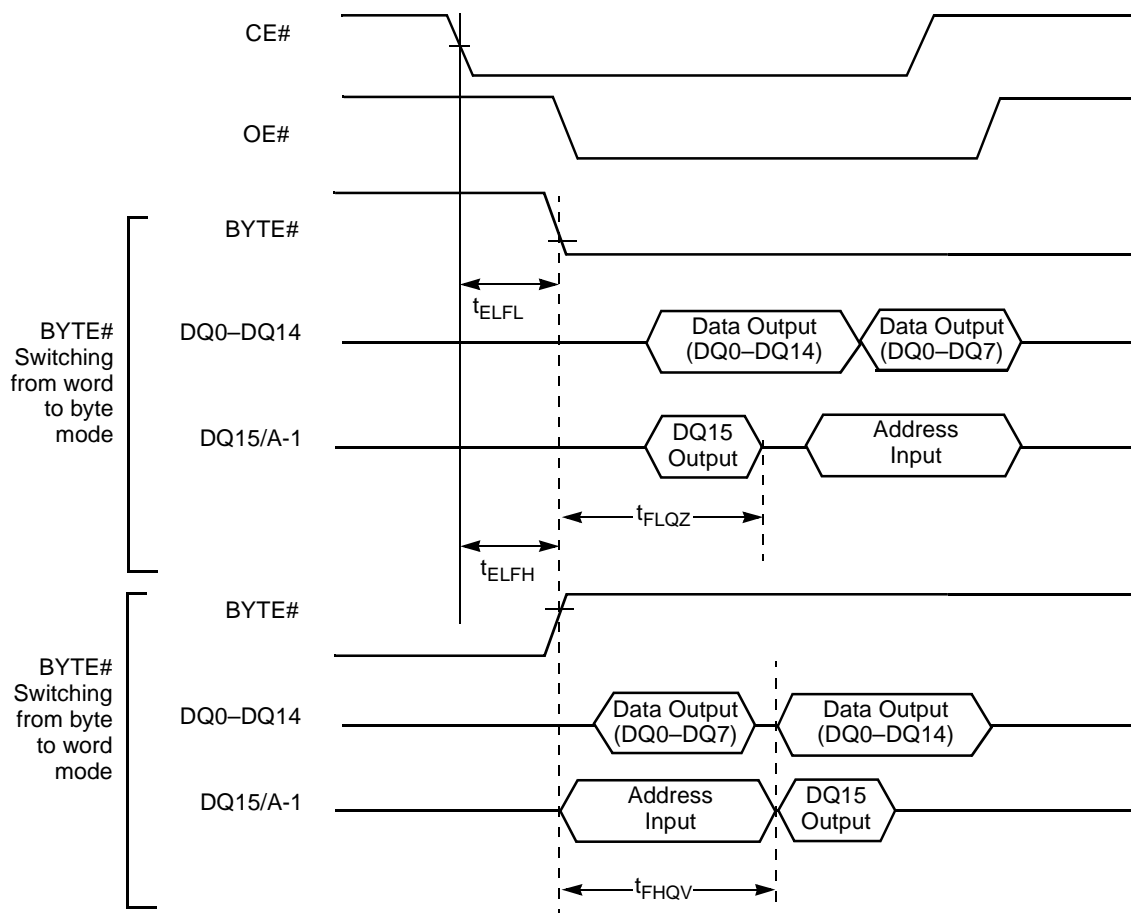 CE#
OE#
BYTE#
tELFL
BYTE#
Switching
from word
to byte
mode
DQ0–DQ14
Data Output
(DQ0–DQ14)
Data Output
(DQ0–DQ7)
DQ15/A-1
DQ15
Output
Address
Input
tFLQZ
tELFH
BYTE#
BYTE#
Switching
from byte
to word
mode
DQ0–DQ14
Data Output
(DQ0–DQ7)
Data Output
(DQ0–DQ14)
DQ15/A-1
Address
Input
DQ15
Output
tFHQV